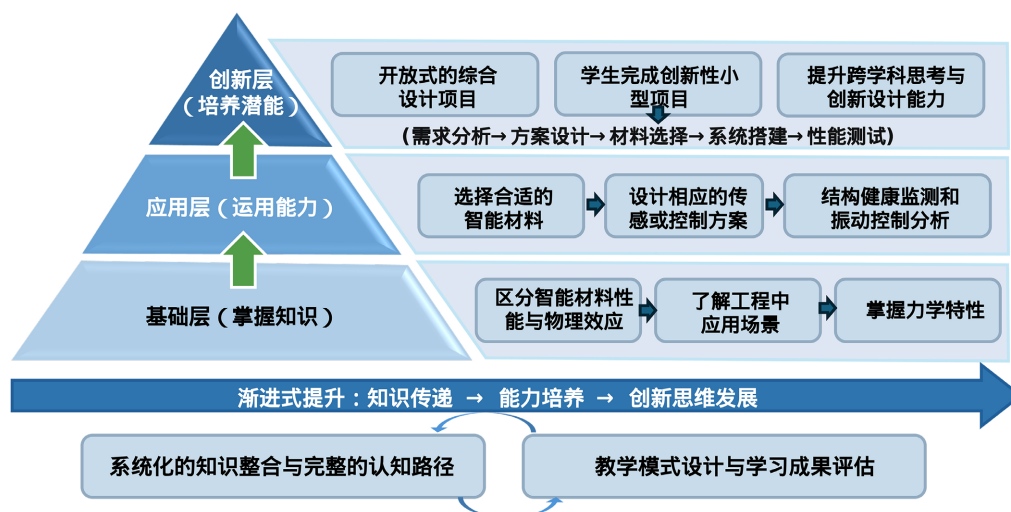 创新层
（培养潜能）
开放式的综合
设计项目
学生完成创新性小
型项目
提升跨学科思考与
创新设计能力
(需求分析→方案设计→材料选择→系统搭建→性能测试)
应用层（运用能力）
选择合适的
智能材料
设计相应的传
感或控制方案
结构健康监测和
振动控制分析
基础层（掌握知识）
区分智能材料性
能与物理效应
了解工程中
应用场景
掌握力学特性
渐进式提升：知识传递 → 能力培养 → 创新思维发展
系统化的知识整合与完整的认知路径
教学模式设计与学习成果评估